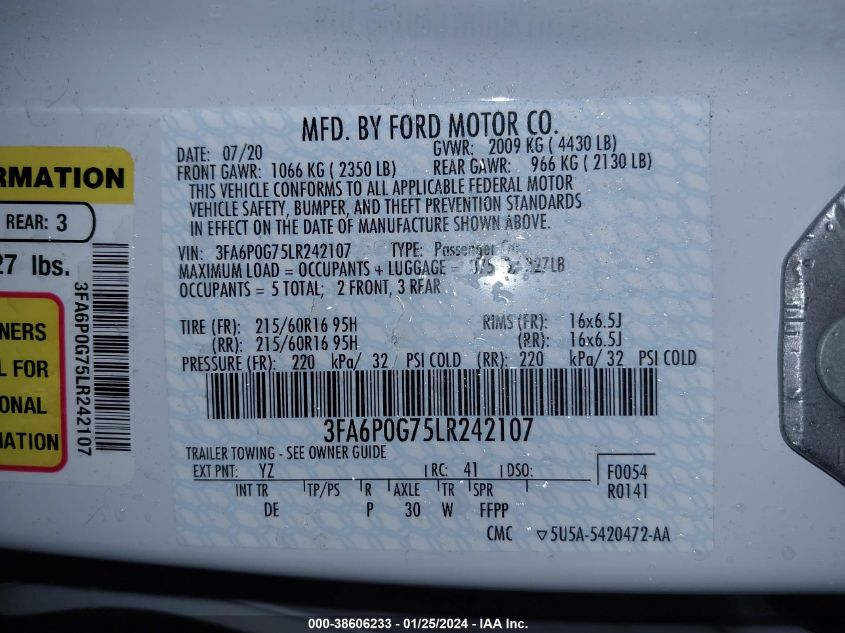 MFD. BY FORD MOTOR CO.
DATE: 07/20 GVWR: 2009 KG ( 4430 LB)
FRONT GAWR: 1066 KG ( 2350 LB) REAR GAWR: 966 KG ( 2130 LB)
THIS VEHICLE CONFORMS TO ALL APPLICABLE FEDERAL MOTOR
VEHICLE SAFETY, BUMPER, AND THEFT PREVENTION STANDARDS
IN EFFECT ON THE DATE OF MANUFACTURE SHOWN ABOVE.
VIN: 3FA6P0G75LR242107 TYPE: Passenger
MAXIMUM LOAD = OCCUPANTS + LUGGAGE =
OCCUPANTS = 5 TOTAL; 2 FRONT, 3 REAR
TIRE (FR): 215/60R16 95H RIMS (FR): 16x6.5J
(RR): 215/60R16 95H (RR): 16x6.5J
PRESSURE (FR): 220 kPa/ 32 PSI COLD (RR): 220 kPa/ 32 PSI COLD
3FA6P0G75LR242107
TRAILER TOWING - SEE OWNER GUIDE
EXT PNT: YZ RC: 41 DSO: F0054
R0141
INT TR TP/PS R AXLE TR SPR
DE P 30 W FFPP
CMC ▽5U5A-5420472-AA
RMATION
REAR: 3
27 lbs.
NERS
L FOR
ONAL
MATION
3FA6P0G75LR242107
000-38606233 - 01/25/2024 - IAA Inc.